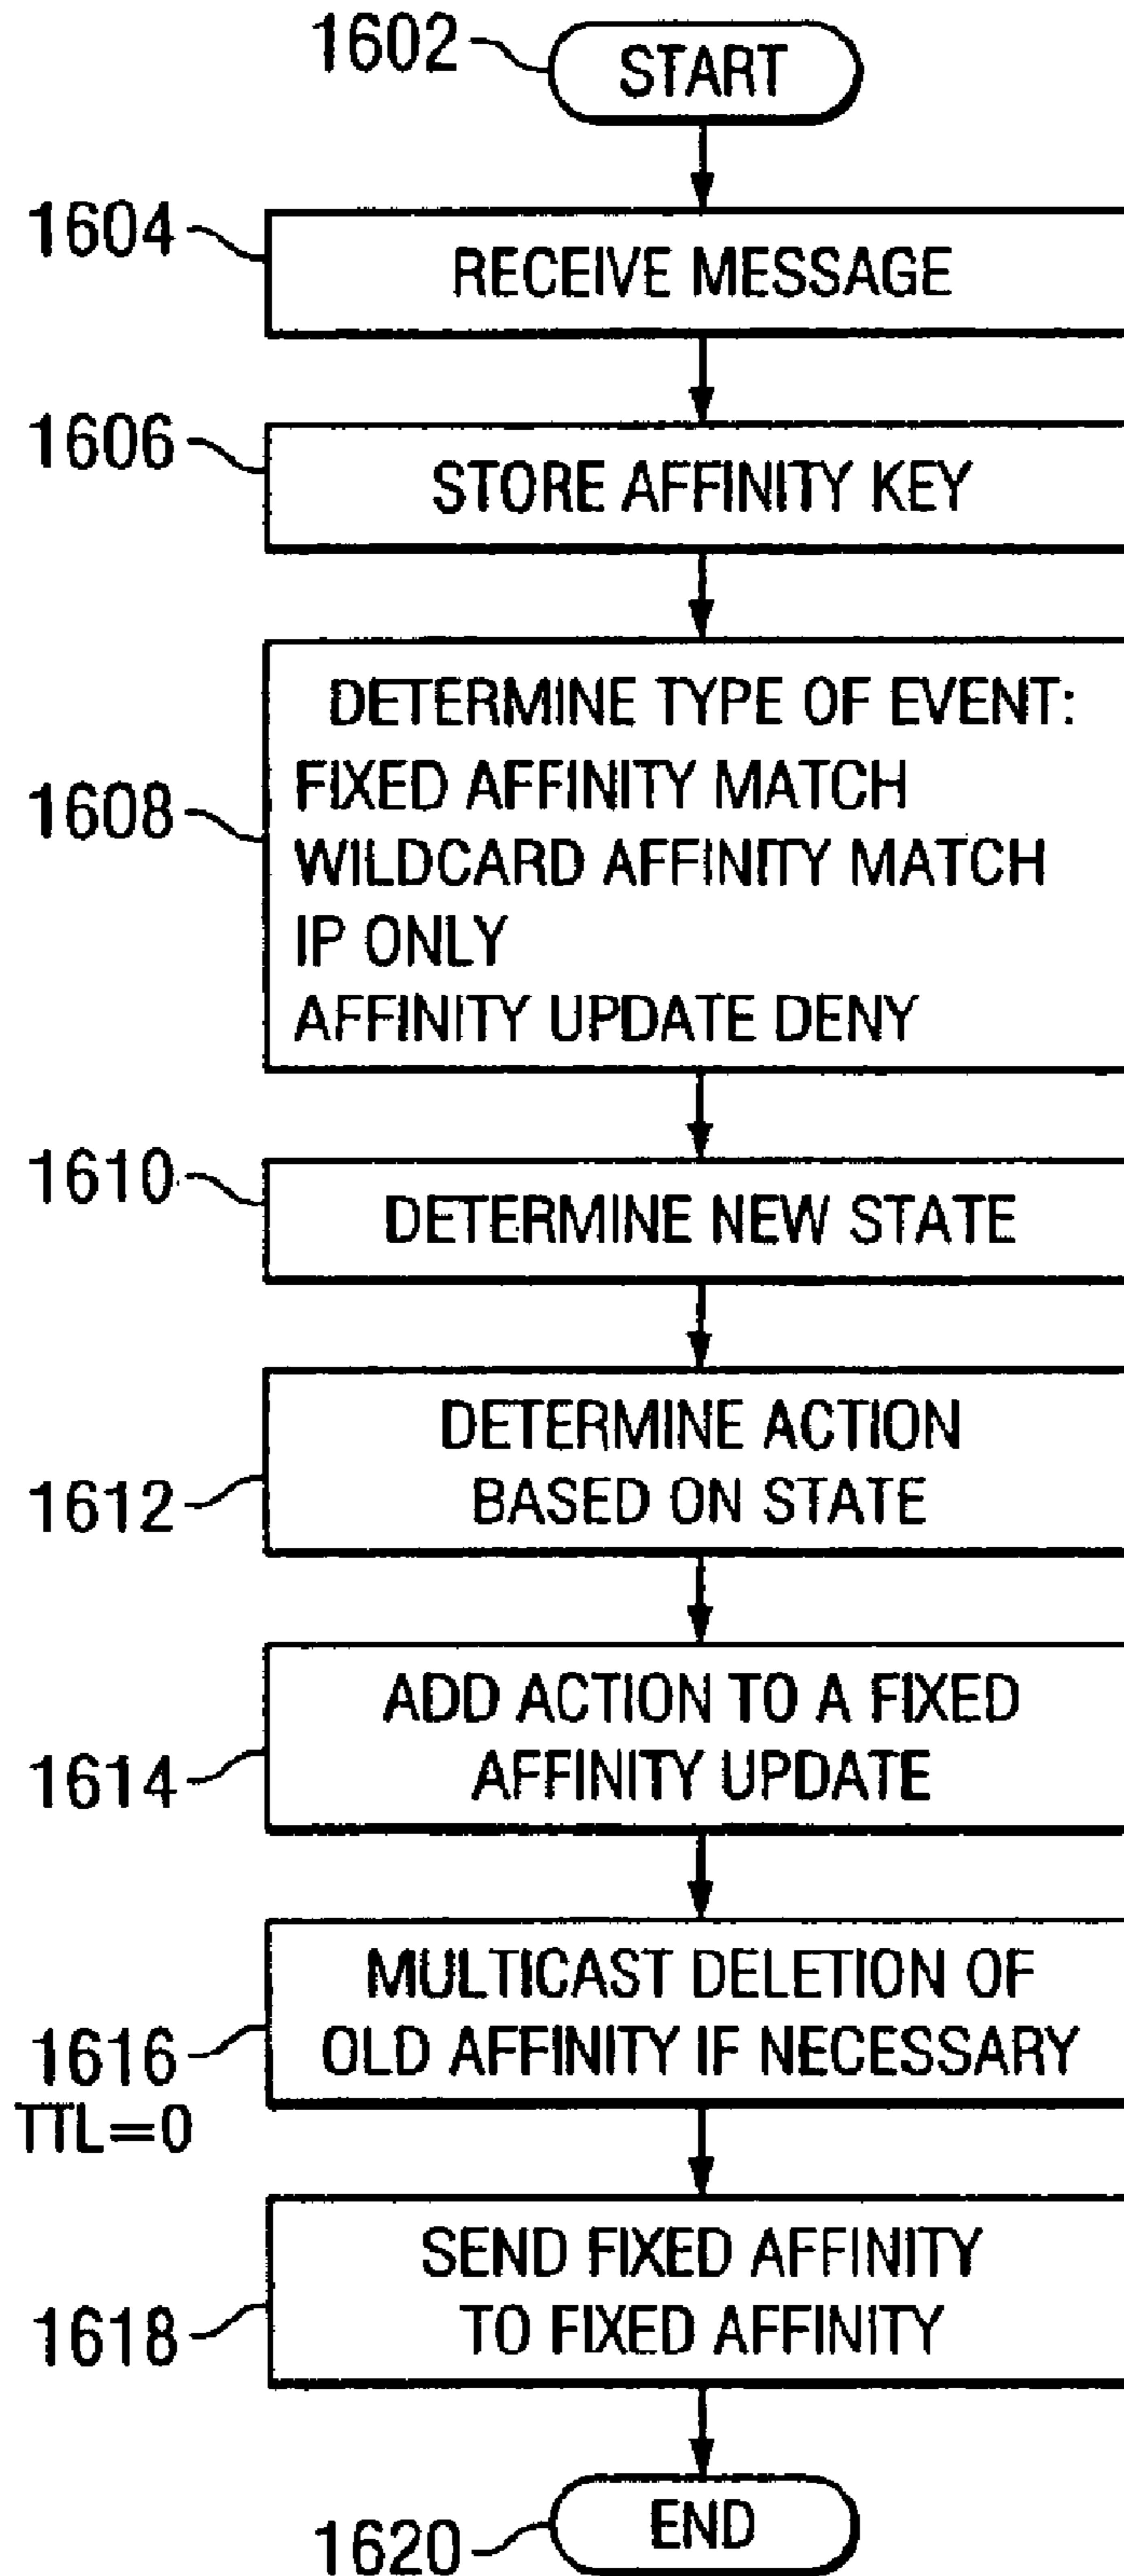 1602
START
1604
RECEIVE MESSAGE
1606
STORE AFFINITY KEY
1608
DETERMINE TYPE OF EVENT:
FIXED AFFINITY MATCH
WILDCARD AFFINITY MATCH
IP ONLY
AFFINITY UPDATE DENY
1610
DETERMINE NEW STATE
1612
DETERMINE ACTION
BASED ON STATE
1614
ADD ACTION TO A FIXED
AFFINITY UPDATE
1616
TTL=0
MULTICAST DELETION OF
OLD AFFINITY IF NECESSARY
1618
SEND FIXED AFFINITY
TO FIXED AFFINITY
1620
END